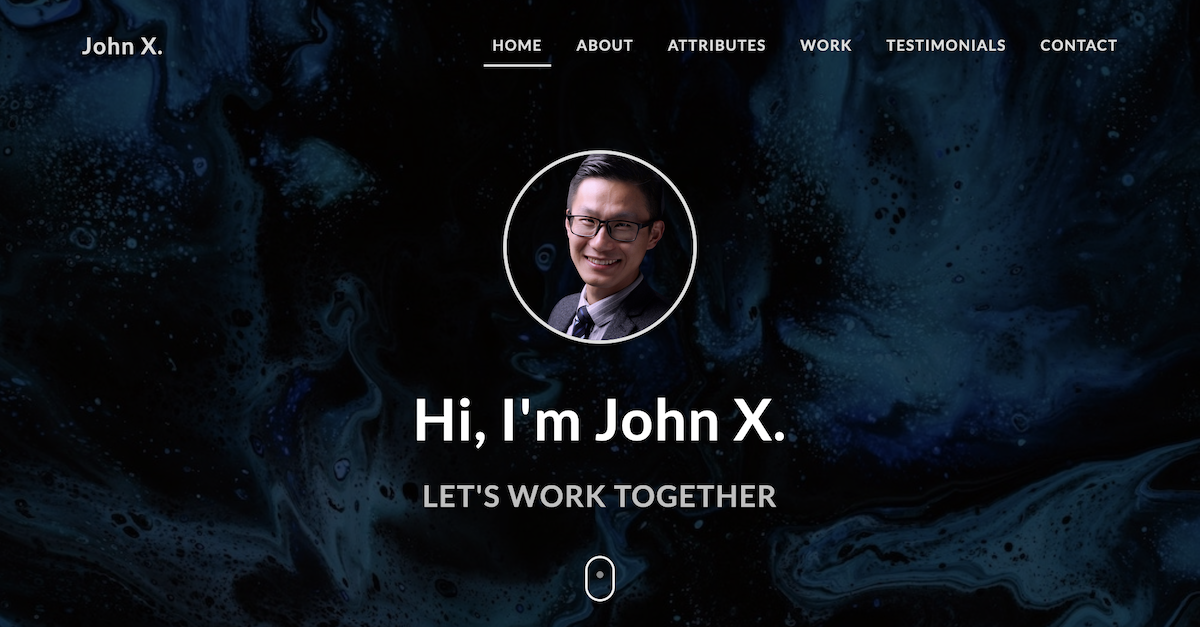 John X.
HOME ABOUT ATTRIBUTES WORK TESTIMONIALS CONTACT
Hi, I'm John X.
LET'S WORK TOGETHER